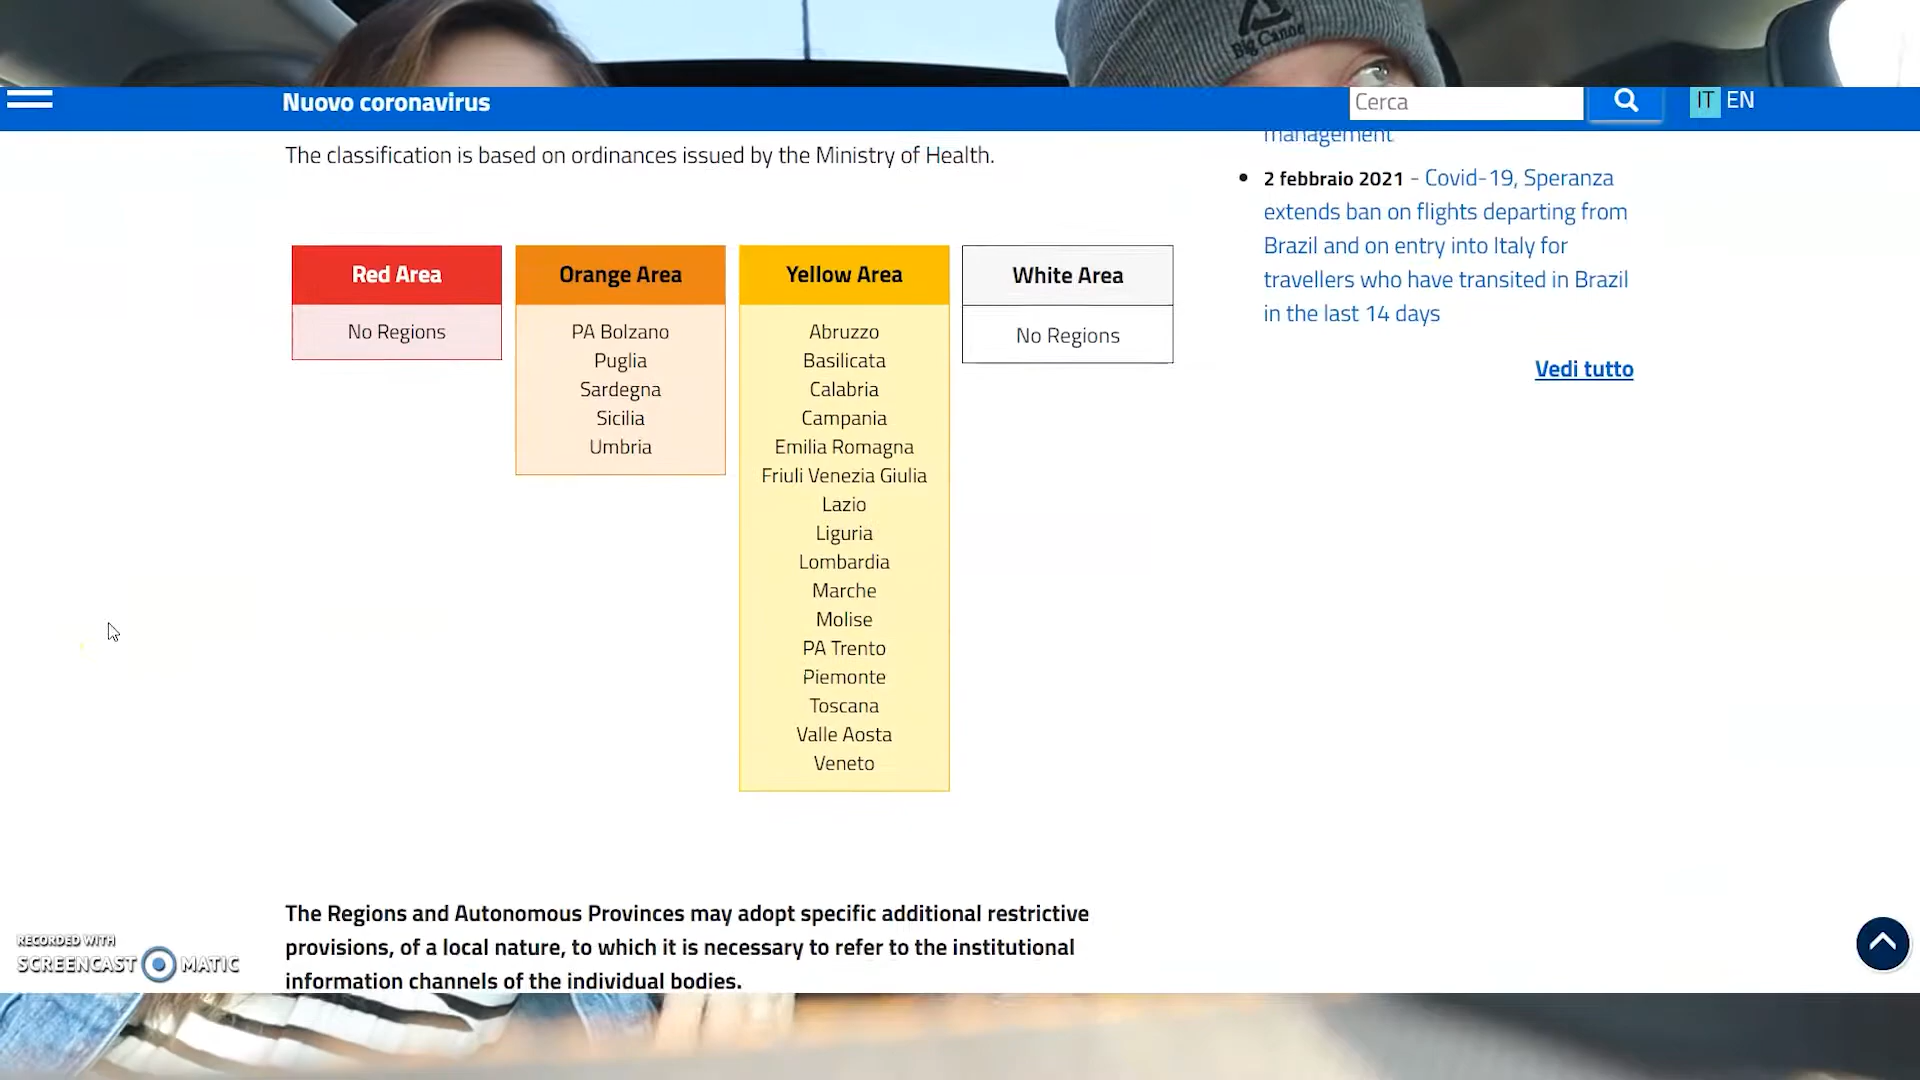 Big Canoe
Nuovo coronavirus
Cerca
IT EN
The classification is based on ordinances issued by the Ministry of Health.
management
• 2 febbraio 2021 - Covid-19, Speranza
extends ban on flights departing from
Brazil and on entry into Italy for
travellers who have transited in Brazil
in the last 14 days
Vedi tutto
Red Area
No Regions
Orange Area
PA Bolzano
Puglia
Sardegna
Sicilia
Umbria
Yellow Area
Abruzzo
Basilicata
Calabria
Campania
Emilia Romagna
Friuli Venezia Giulia
Lazio
Liguria
Lombardia
Marche
Molise
PA Trento
Piemonte
Toscana
Valle Aosta
Veneto
White Area
No Regions
The Regions and Autonomous Provinces may adopt specific additional restrictive
provisions, of a local nature, to which it is necessary to refer to the institutional
information channels of the individual bodies.
RECORDED WITH
SCREENCAST MATIC